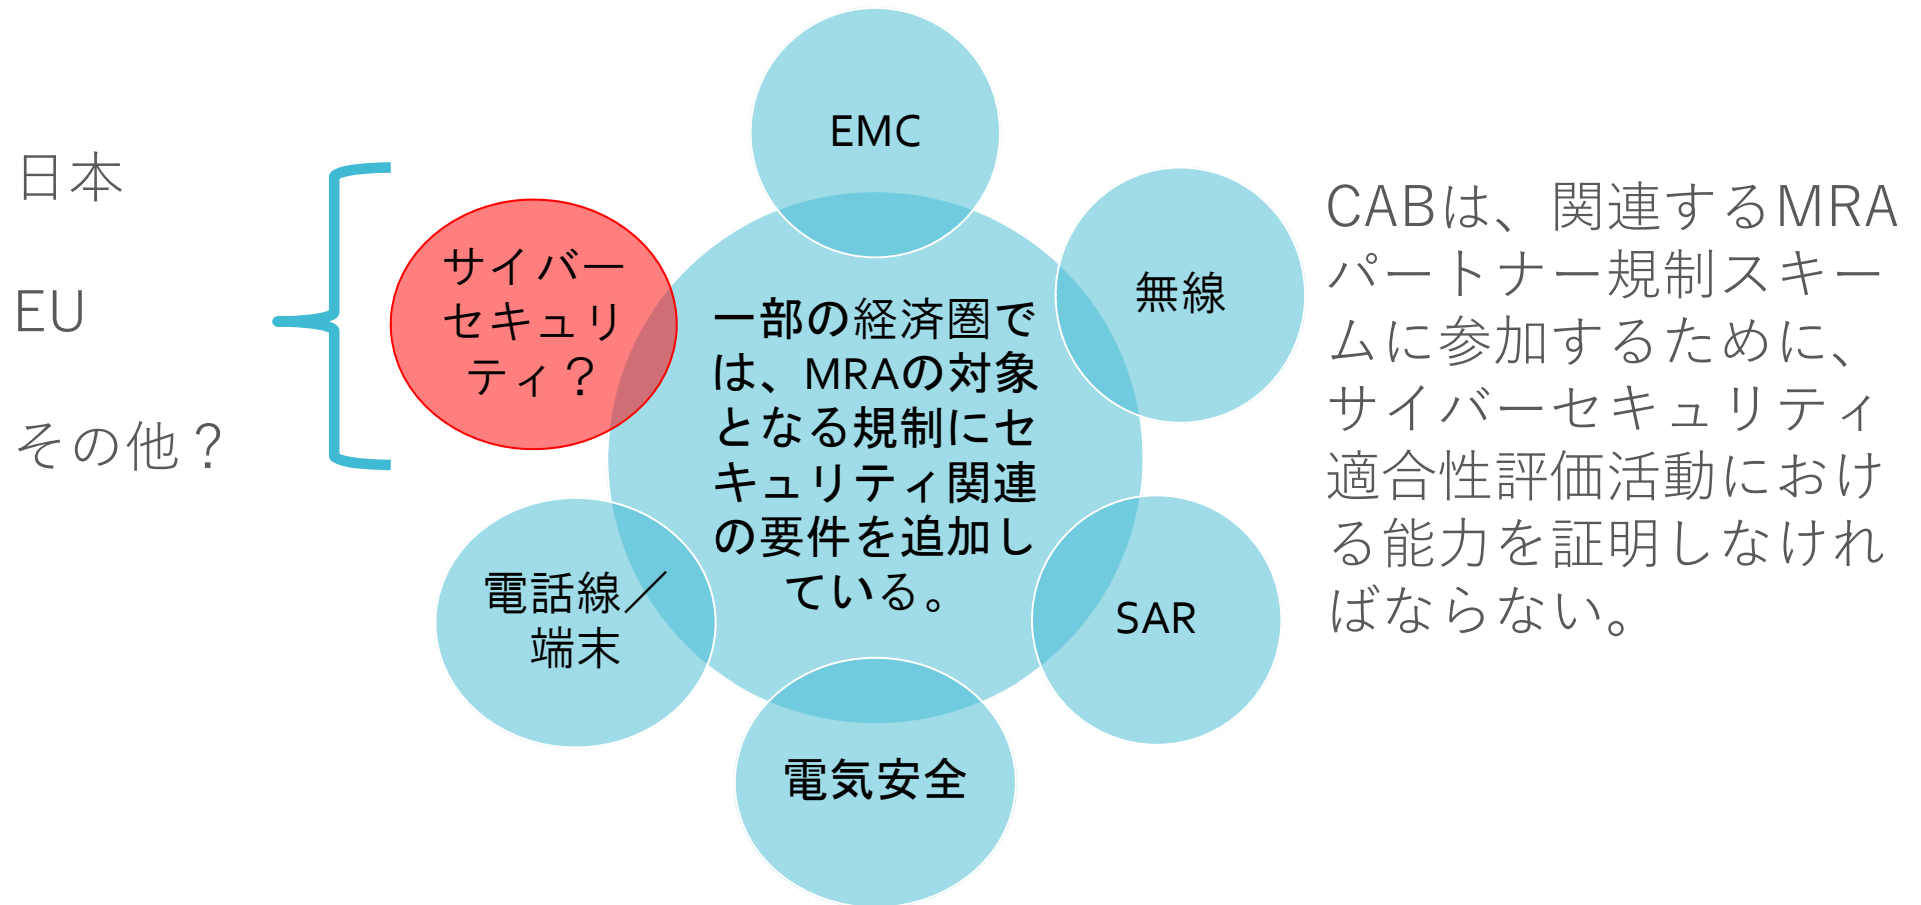 日本
EU
その他？
サイバー
セキュリ
ティ？
EMC
無線
一部の経済圏で
は、MRAの対象
となる規制にセ
キュリティ関連
の要件を追加し
ている。
電話線／
端末
SAR
電気安全
CABは、関連するMRA
パートナー規制スキー
ムに参加するために、
サイバーセキュリティ
適合性評価活動におけ
る能力を証明しなけれ
ばならない。